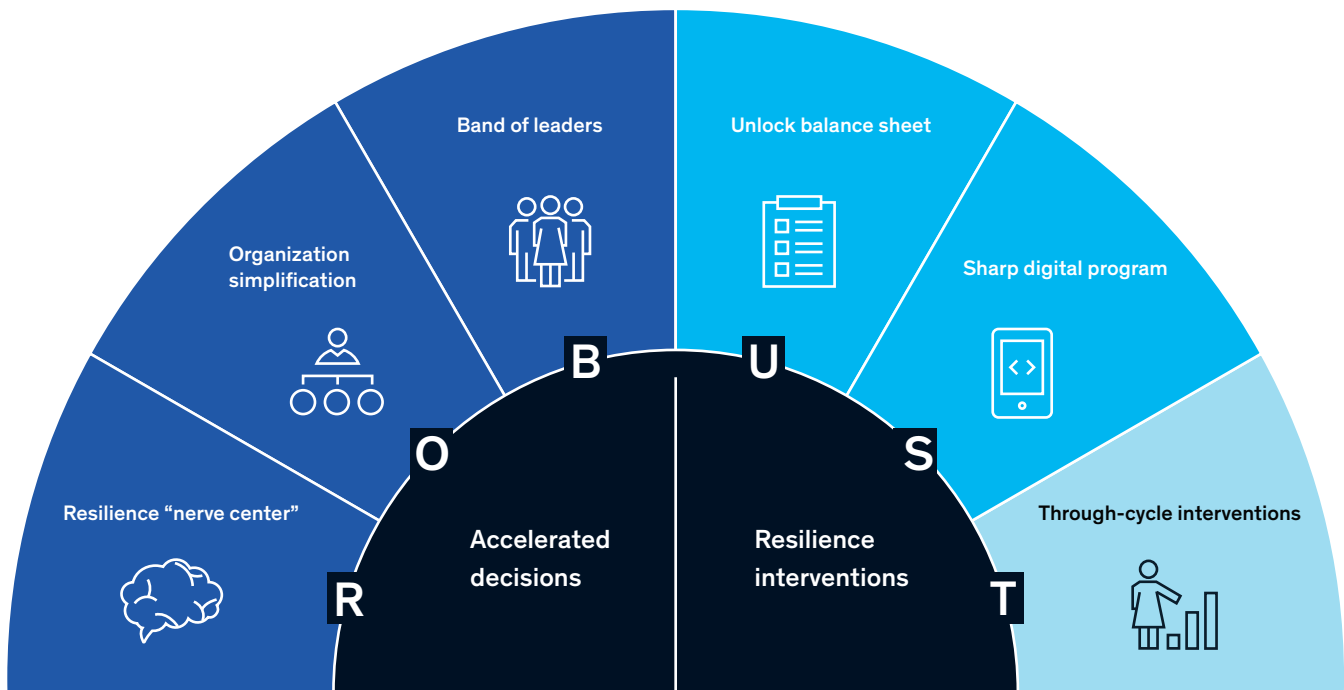 Band of leaders
Unlock balance sheet
Organization
simplification
Sharp digital program
B
U
O
S
Resilience “nerve center”
Through-cycle interventions
Accelerated
decisions
Resilience
interventions
R
T